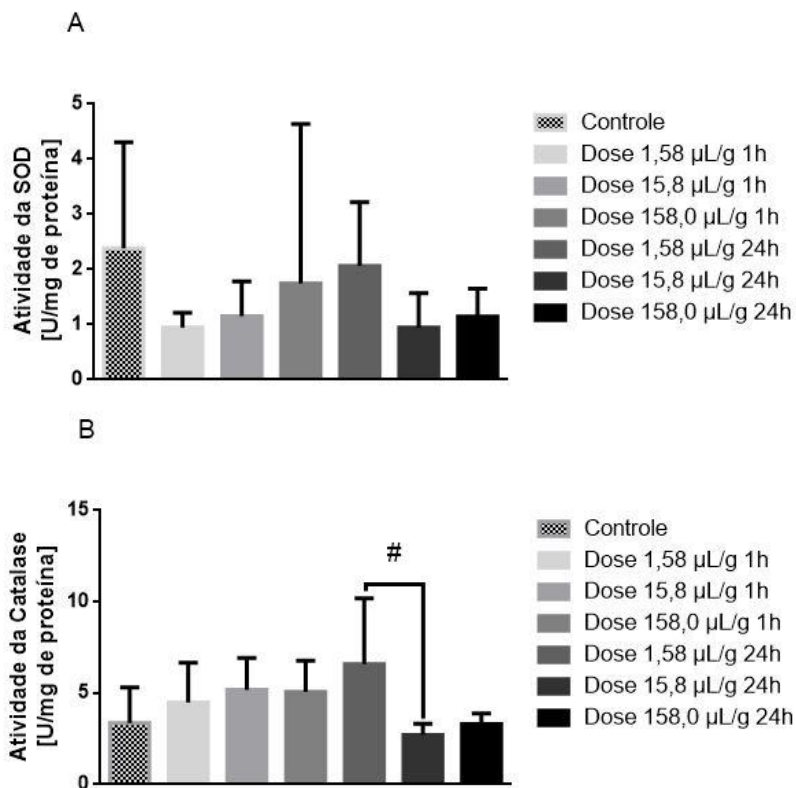 A
Atividade da SOD
[U/mg de proteína]
5
4
3
2
1
0
Controle
Dose 1,58 µL/g 1h
Dose 15,8 µL/g 1h
Dose 158,0 µL/g 1h
Dose 1,58 µL/g 24h
Dose 15,8 µL/g 24h
Dose 158,0 µL/g 24h
B
Atividade da Catalase
[U/mg de proteína]
15
10
5
0
#
Controle
Dose 1,58 µL/g 1h
Dose 15,8 µL/g 1h
Dose 158,0 µL/g 1h
Dose 1,58 µL/g 24h
Dose 15,8 µL/g 24h
Dose 158,0 µL/g 24h